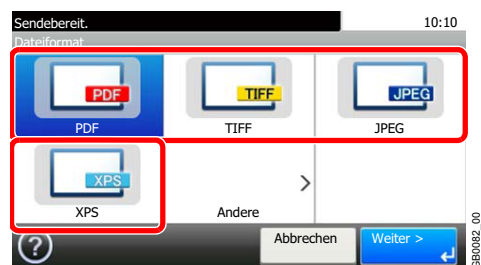 Sendebereit.
10:10
Dateiformat
PDF
TIFF
JPEG
PDF
TIFF
JPEG
XPS
XPS
Andere
?
Abbrechen
Weiter >
GB0082_00